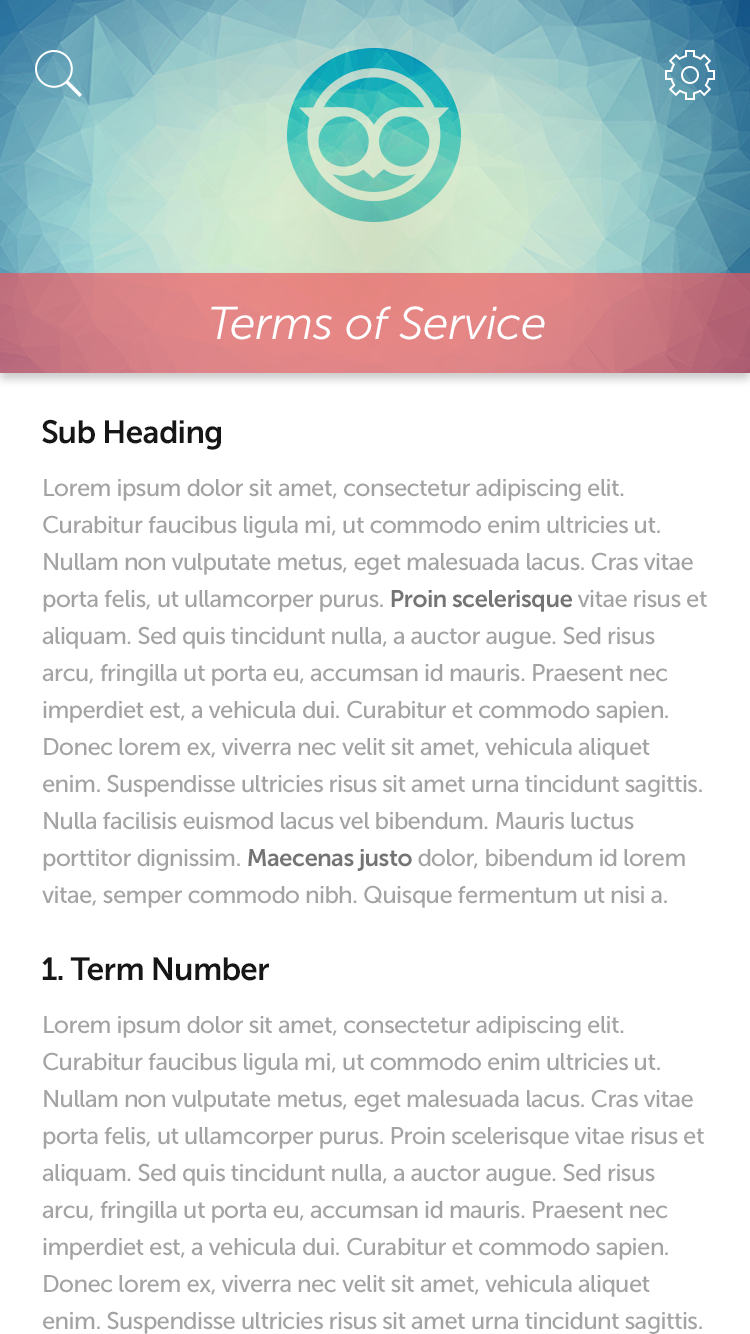 Terms of Service
Sub Heading
Lorem ipsum dolor sit amet, consectetur adipiscing elit.
Curabitur faucibus ligula mi, ut commodo enim ultricies ut.
Nullam non vulputate metus, eget malesuada lacus. Cras vitae
porta felis, ut ullamcorper purus. Proin scelerisque vitae risus et
aliquam. Sed quis tincidunt nulla, a auctor augue. Sed risus
arcu, fringilla ut porta eu, accumsan id mauris. Praesent nec
imperdiet est, a vehicula dui. Curabitur et commodo sapien.
Donec lorem ex, viverra nec velit sit amet, vehicula aliquet
enim. Suspendisse ultricies risus sit amet urna tincidunt sagittis.
Nulla facilisis euismod lacus vel bibendum. Mauris luctus
porttitor dignissim. Maecenas justo dolor, bibendum id lorem
vitae, semper commodo nibh. Quisque fermentum ut nisi a.
1. Term Number
Lorem ipsum dolor sit amet, consectetur adipiscing elit.
Curabitur faucibus ligula mi, ut commodo enim ultricies ut.
Nullam non vulputate metus, eget malesuada lacus. Cras vitae
porta felis, ut ullamcorper purus. Proin scelerisque vitae risus et
aliquam. Sed quis tincidunt nulla, a auctor augue. Sed risus
arcu, fringilla ut porta eu, accumsan id mauris. Praesent nec
imperdiet est, a vehicula dui. Curabitur et commodo sapien.
Donec lorem ex, viverra nec velit sit amet, vehicula aliquet
enim. Suspendisse ultricies risus sit amet urna tincidunt sagittis.